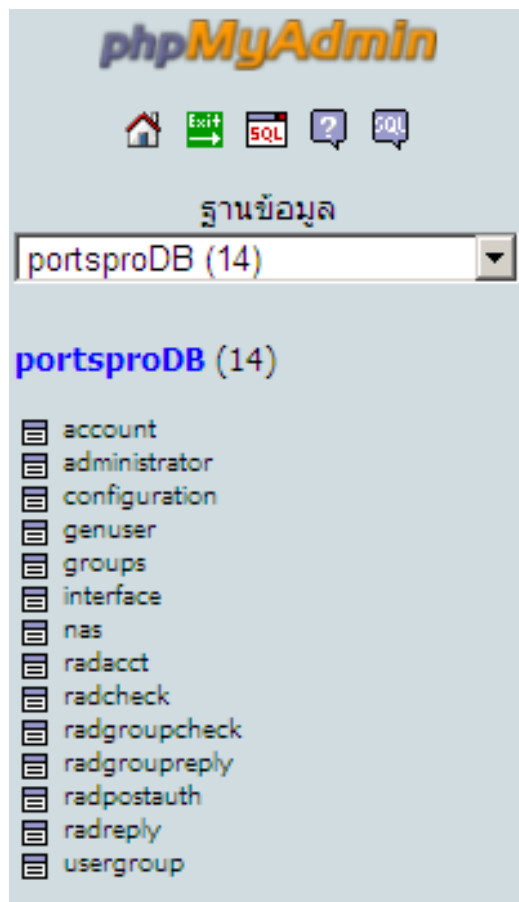 phpMyAdmin
Exit SQL ? SQL
ฐานข้อมูล
portsproDB (14)
portsproDB (14)
account
administrator
configuration
genuser
groups
interface
nas
radacct
radcheck
radgroupcheck
radgroupreply
radpostauth
radreply
usergroup